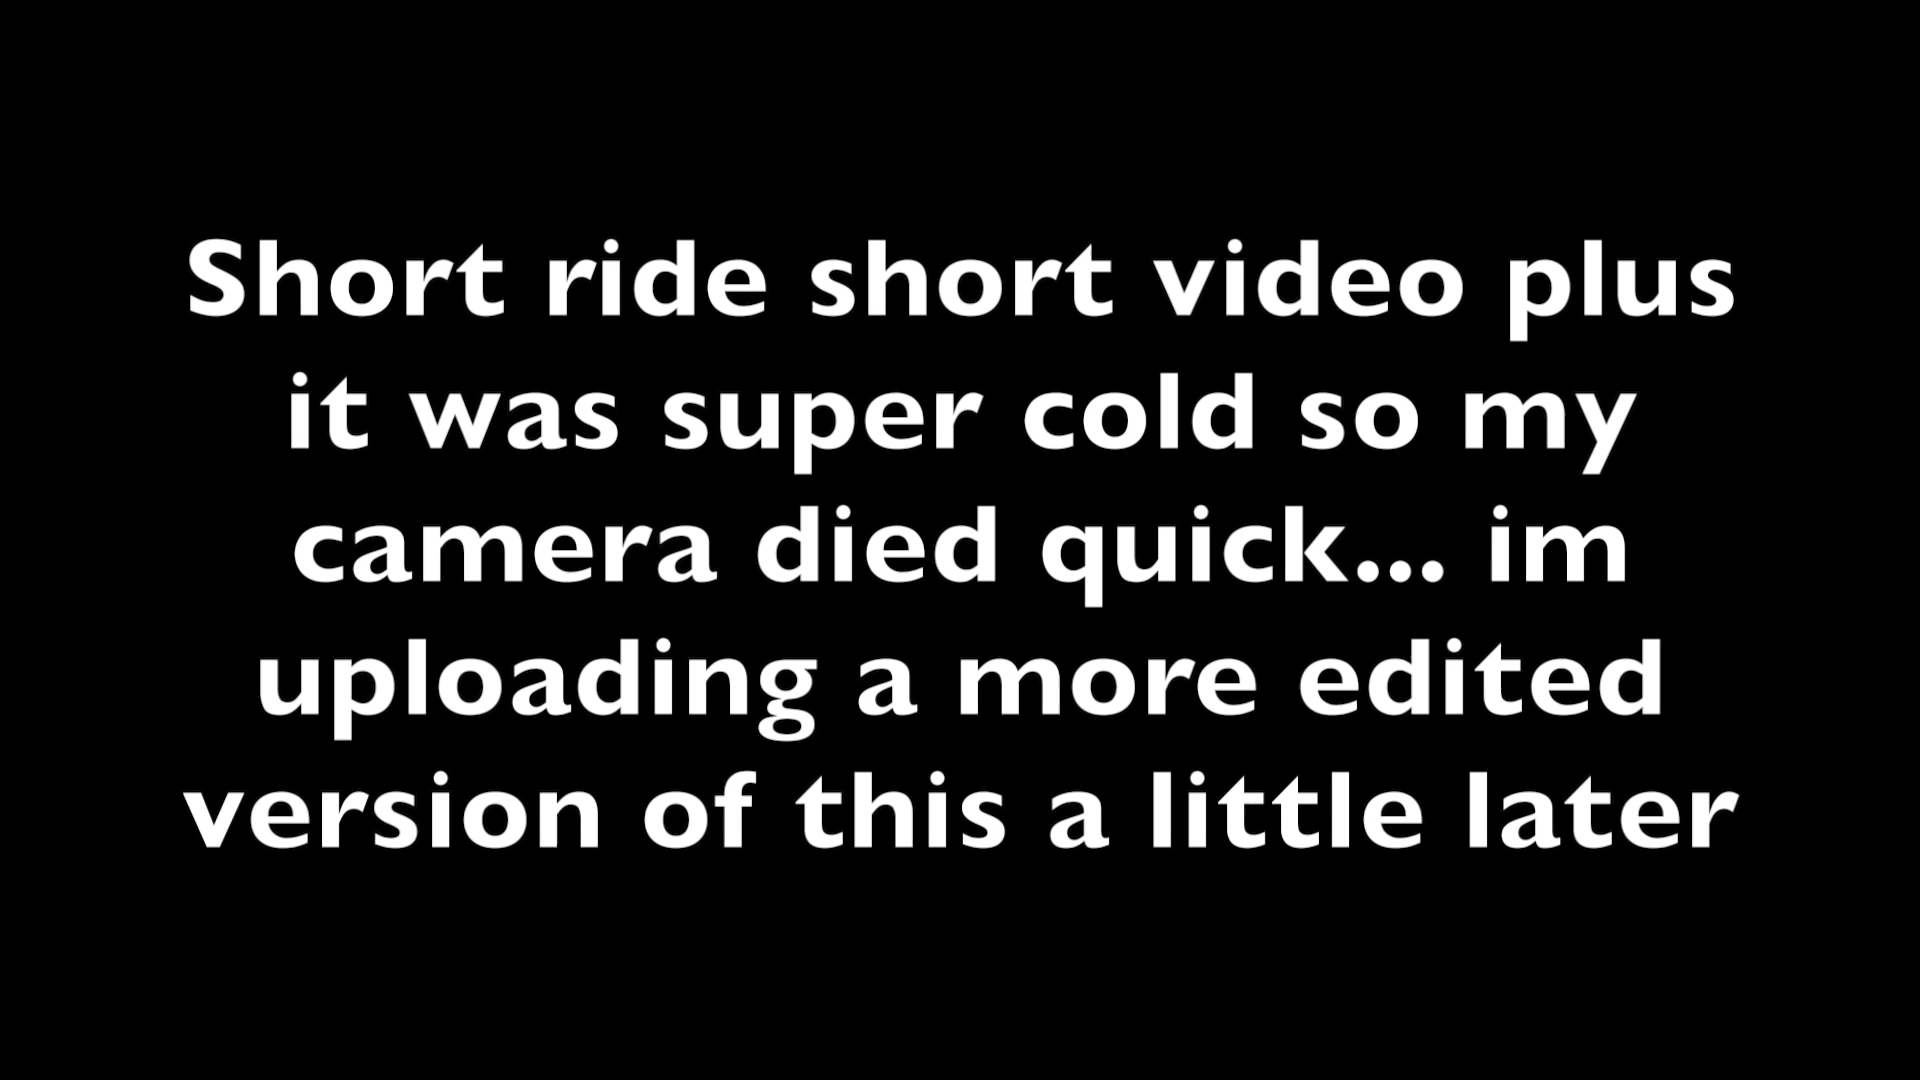 Short ride short video plus
it was super cold so my
camera died quick... im
uploading a more edited
version of this a little later